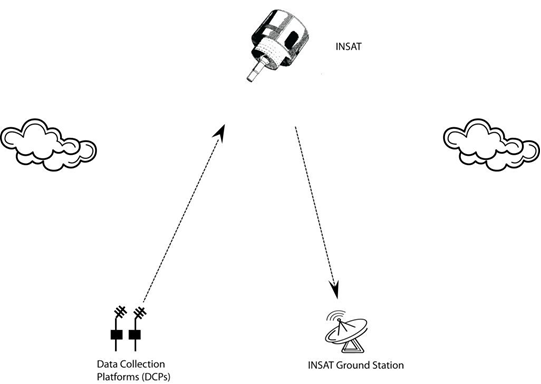 INSAT
Data Collection
Platforms (DCPs)
INSAT Ground Station